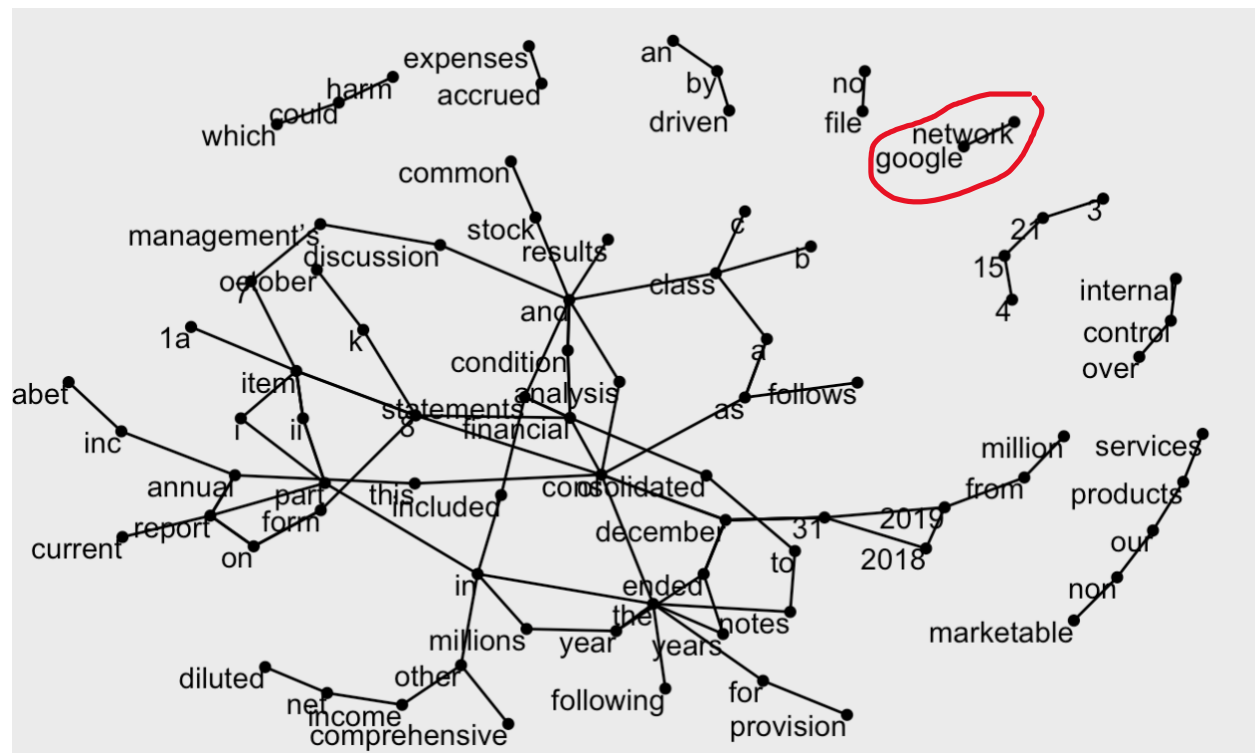 an
expenses
by
no
harm
accrued
could
driven
file
which
network
google
common
c
3
stock
21
management's
results
b
discussion
15
october
class
internal
7
and
4
1a
k
control
a
condition
over
item
abet
analysis
as
follows
statements
i
ii
8
financial
inc
million
services
annual
part
this
of
consolidated
from
products
included
report
form
december
31
2019
current
on
2018
our
to
in
ended
non
the
notes
millions
year
years
marketable
diluted
other
following
for
net
income
provision
comprehensive